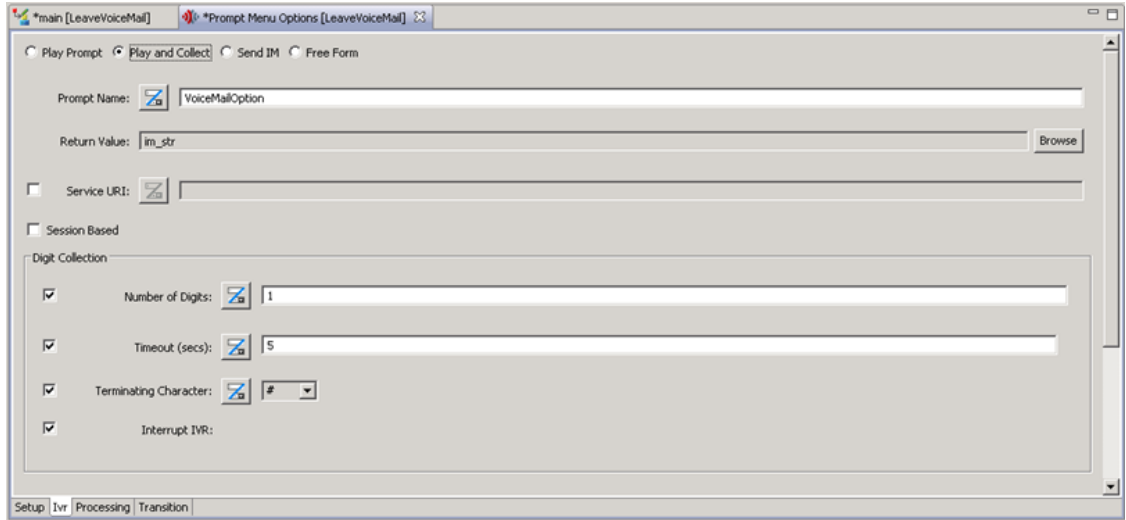 *main [LeaveVoiceMail] *Prompt Menu Options [LeaveVoiceMail]
Play Prompt Play and Collect Send IM Free Form
Prompt Name: VoiceMailOption
Return Value: im_str Browse
Service URI:
Session Based
Digit Collection
Number of Digits: 1
Timeout (secs): 5
Terminating Character: #
Interrupt IVR:
Setup Ivr Processing Transition